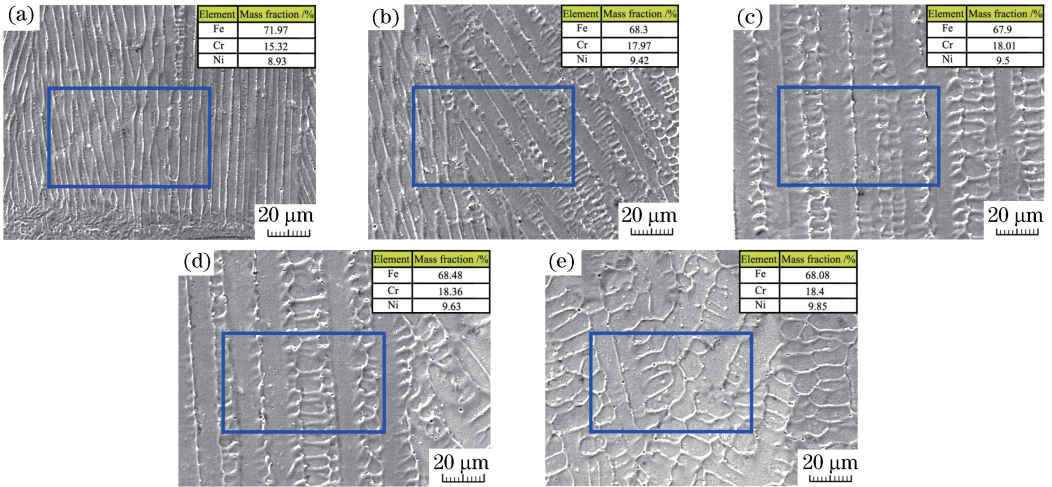 (a)
Element Mass fraction /%
Fe 71.97
Cr 15.32
Ni 8.93
20 μm
(b)
Element Mass fraction /%
Fe 68.3
Cr 17.97
Ni 9.42
20 μm
(c)
Element Mass fraction /%
Fe 67.9
Cr 18.01
Ni 9.5
20 μm
(d)
Element Mass fraction /%
Fe 68.48
Cr 18.36
Ni 9.63
20 μm
(e)
Element Mass fraction /%
Fe 68.08
Cr 18.4
Ni 9.85
20 μm